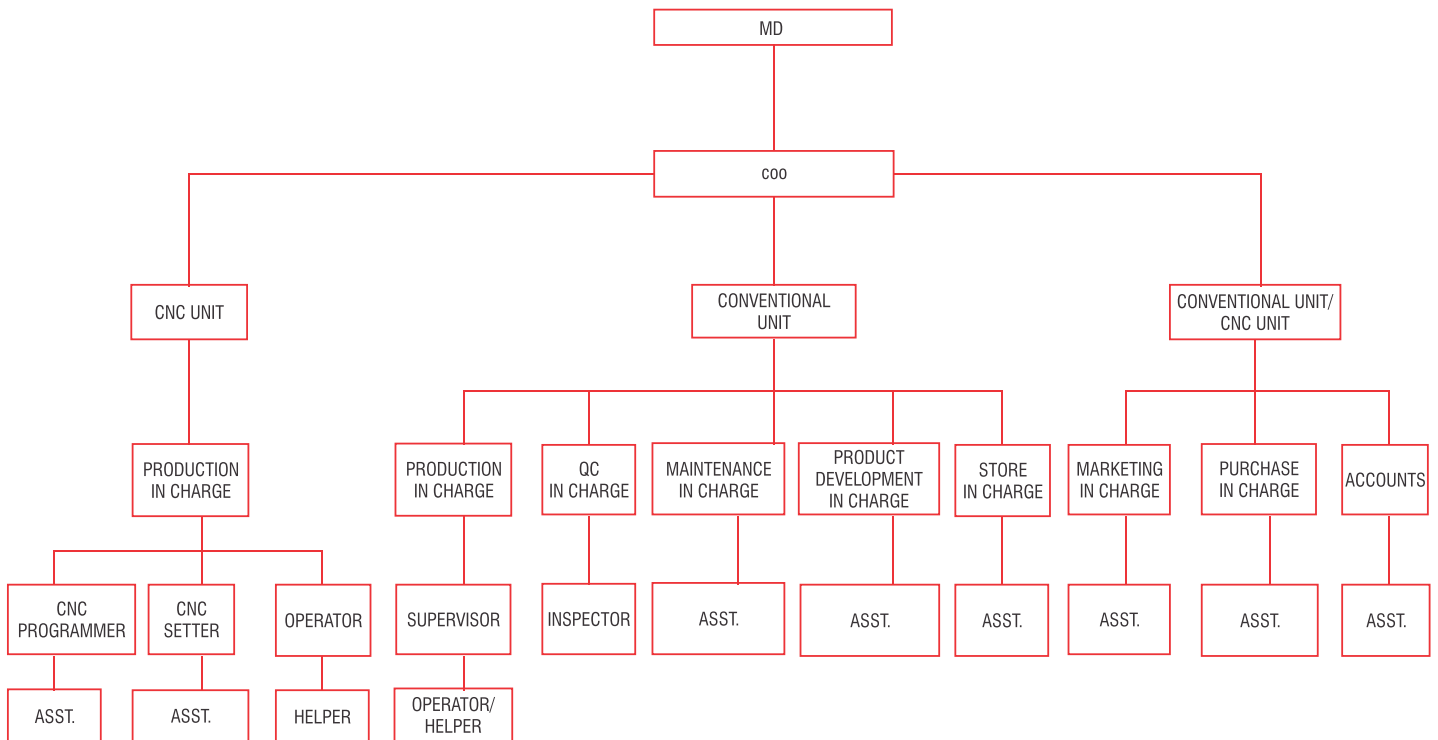 MD
coo
CNC UNIT
CONVENTIONAL
UNIT
CONVENTIONAL UNIT/
CNC UNIT
PRODUCTION
IN CHARGE
PRODUCTION
IN CHARGE
QC
IN CHARGE
MAINTENANCE
IN CHARGE
PRODUCT
DEVELOPMENT
IN CHARGE
STORE
IN CHARGE
MARKETING
IN CHARGE
PURCHASE
IN CHARGE
ACCOUNTS
CNC
PROGRAMMER
CNC
SETTER
OPERATOR
SUPERVISOR
INSPECTOR
ASST.
ASST.
ASST.
ASST.
ASST.
ASST.
ASST.
ASST.
HELPER
OPERATOR/
HELPER